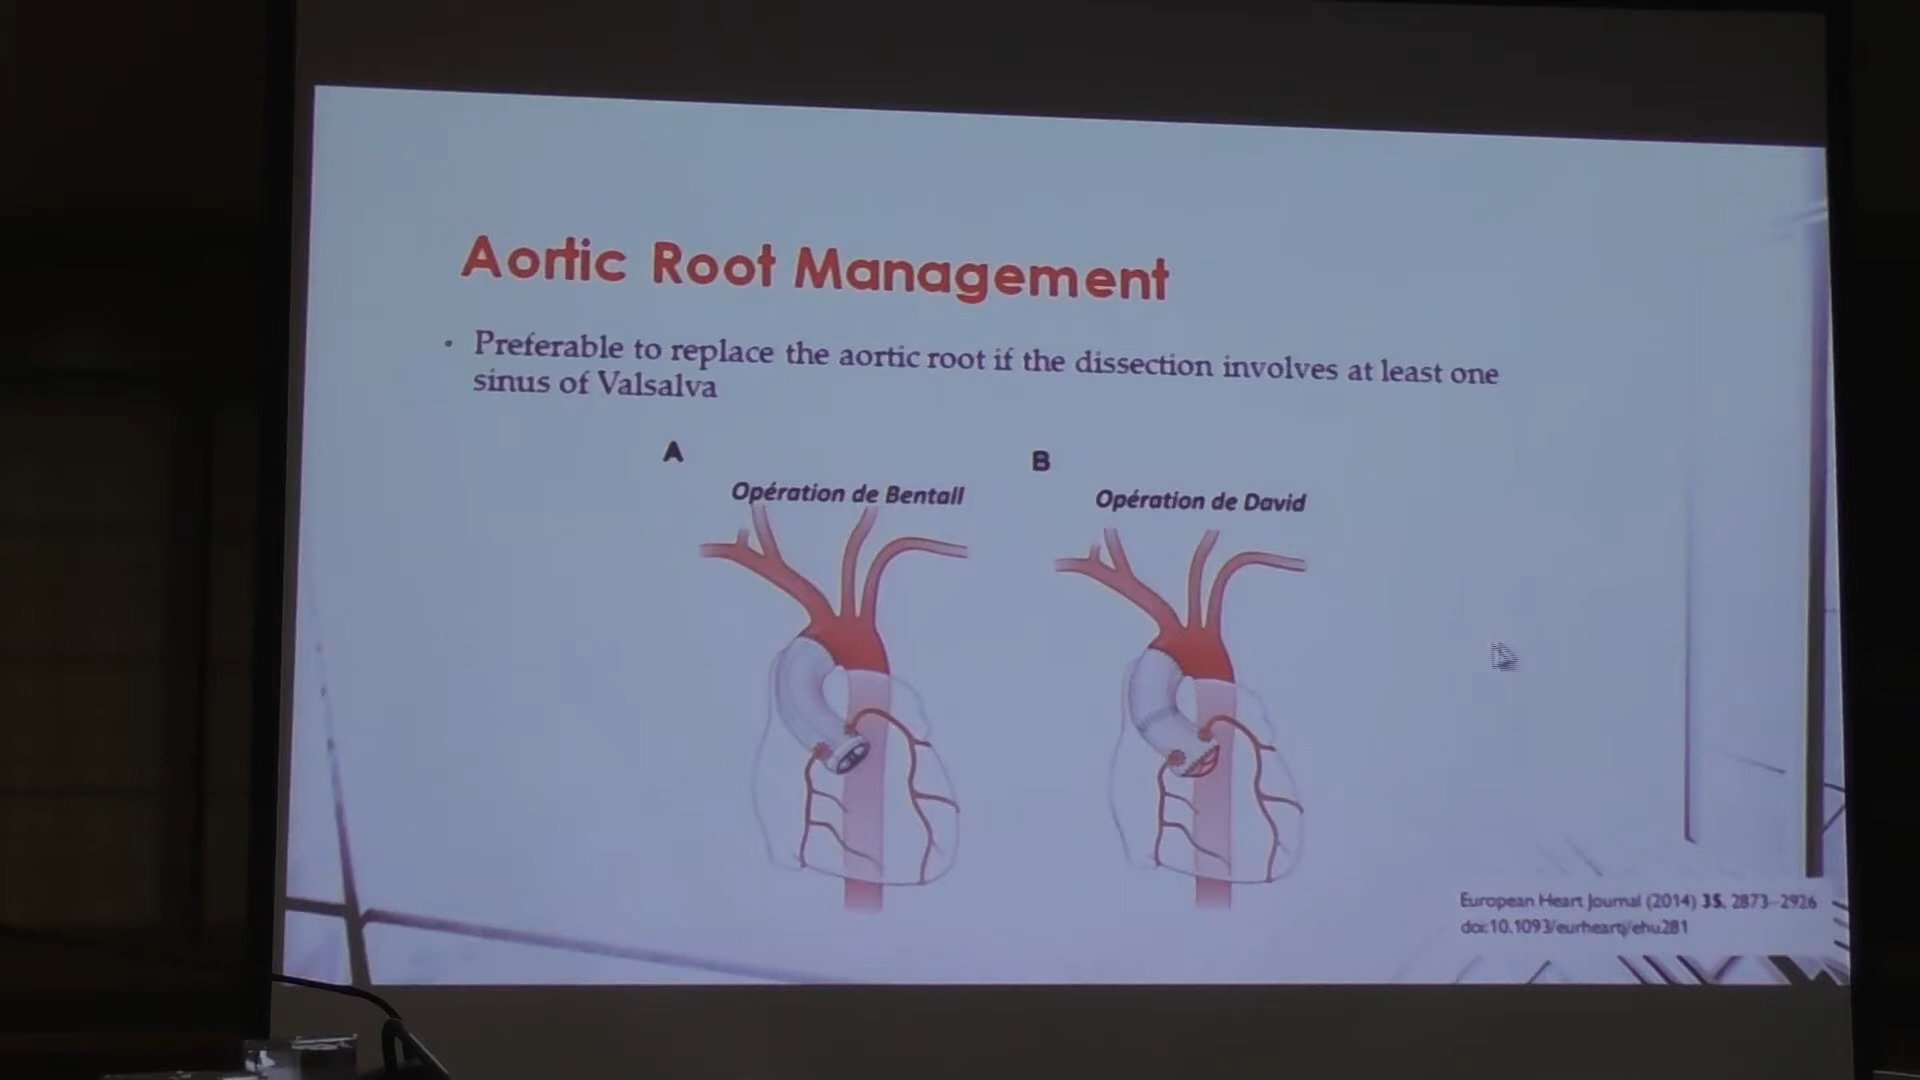 Aortic Root Management
• Preferable to replace the aortic root if the dissection involves at least one
sinus of Valsalva
A
B
Opération de Bentall
Opération de David
European Heart Journal (2014) 35, 2873–2926
doi:10.1093/eurheartj/ehu281